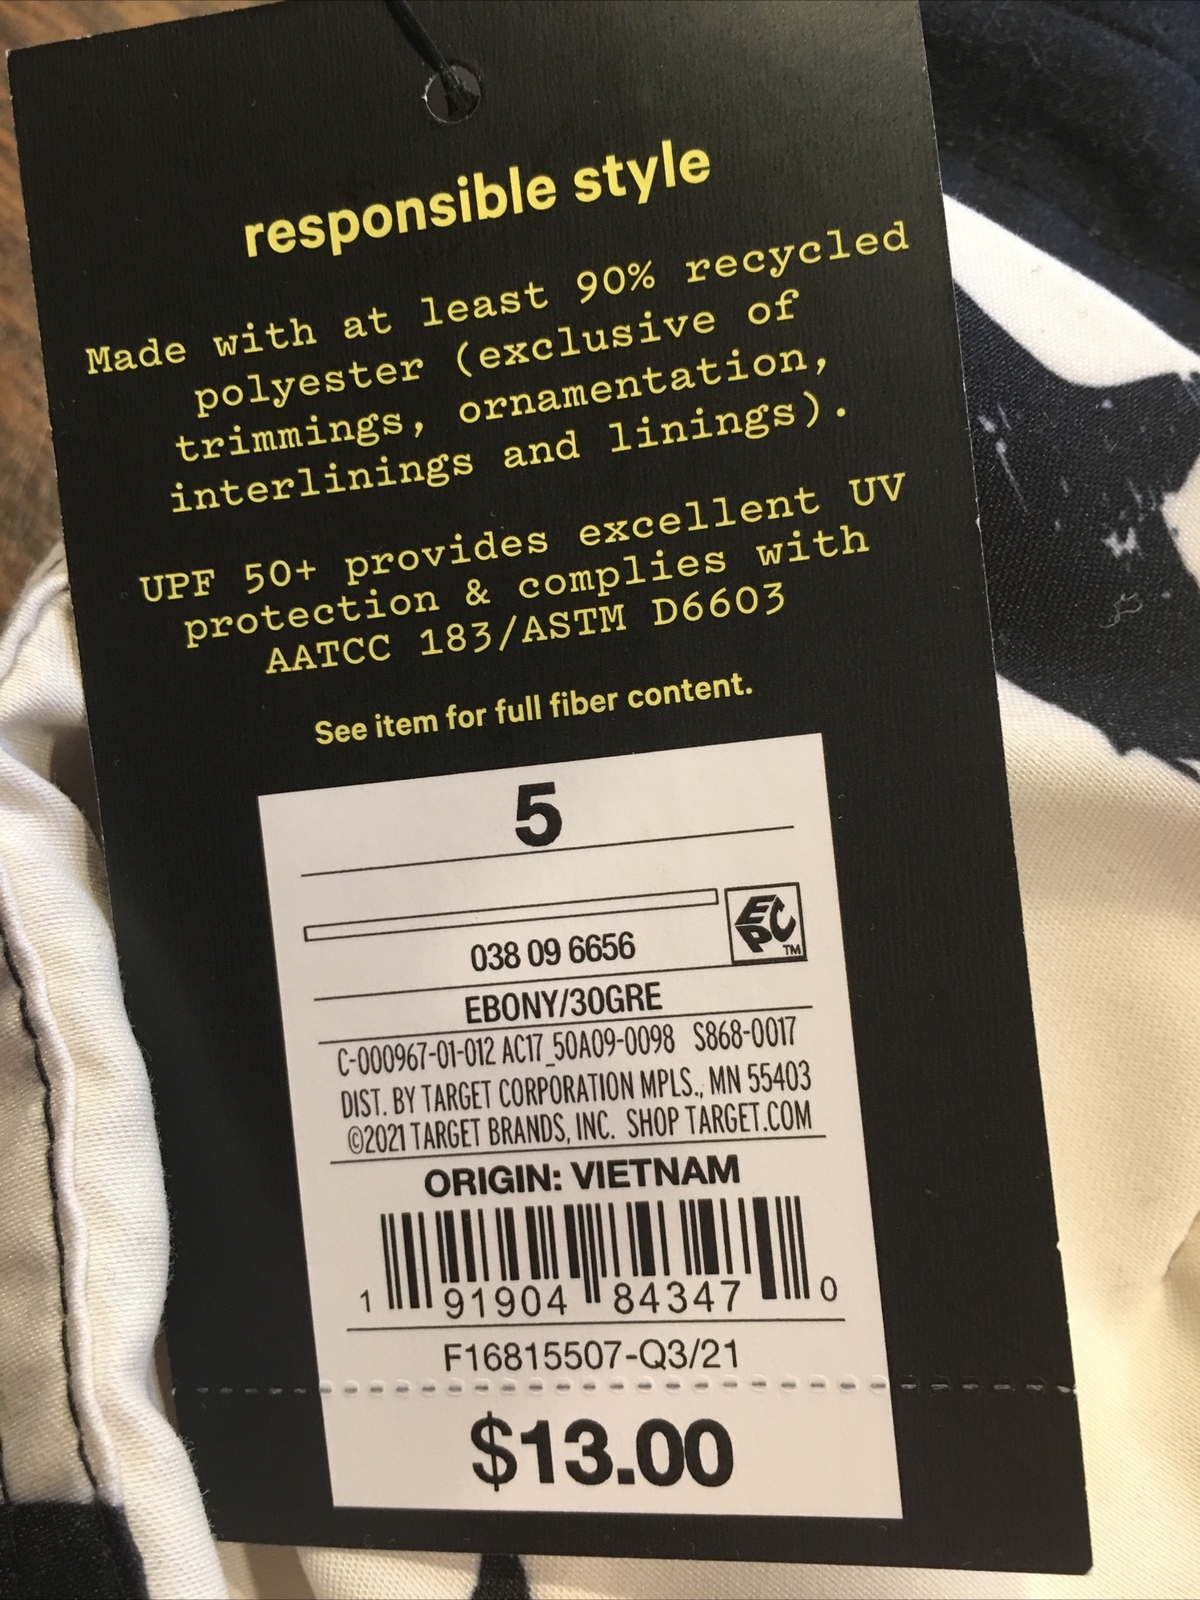 responsible style
Made with at least 90% recycled
polyester (exclusive of
trimmings, ornamentation,
interlinings and linings).
UPF 50+ provides excellent UV
protection & complies with
AATCC 183/ASTM D6603
See item for full fiber content.
5
EPC™
038 09 6656
EBONY/30GRE
C-000967-01-012 AC17_50A09-0098 S868-0017
DIST. BY TARGET CORPORATION MPLS., MN 55403
©2021 TARGET BRANDS, INC. SHOP TARGET.COM
ORIGIN: VIETNAM
1 91904 84347 0
F16815507-Q3/21
$13.00